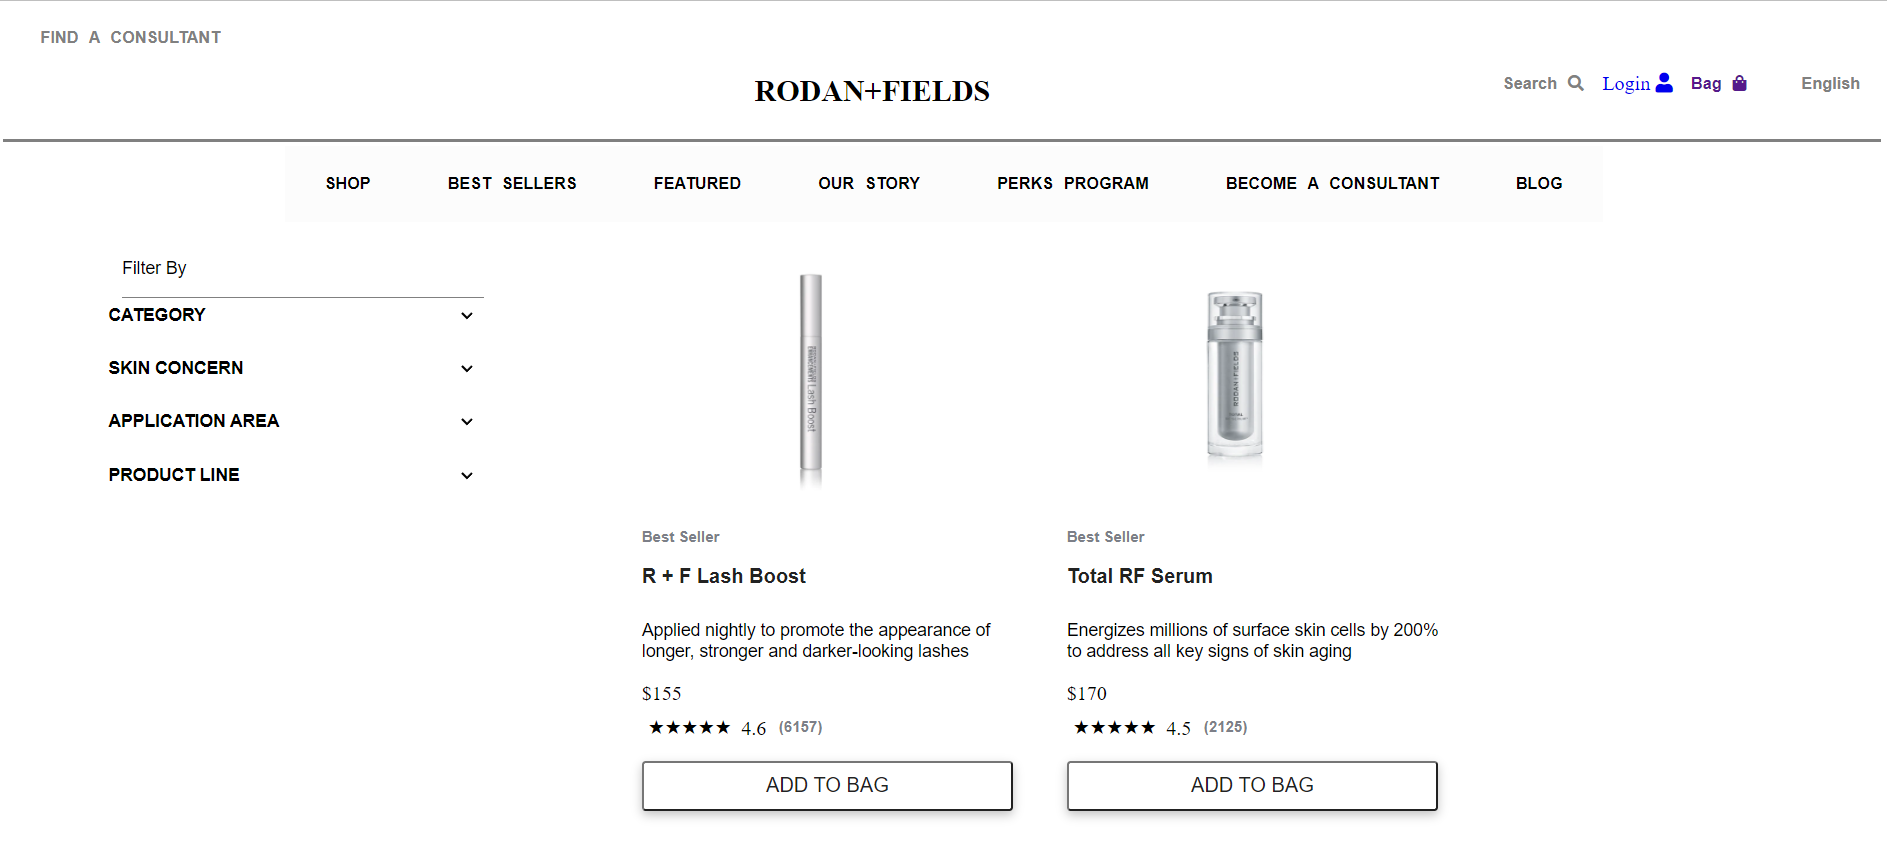 FIND A CONSULTANT
RODAN+FIELDS
Search
Login
Bag
English
SHOP
BEST SELLERS
FEATURED
OUR STORY
PERKS PROGRAM
BECOME A CONSULTANT
BLOG
Filter By
CATEGORY
SKIN CONCERN
APPLICATION AREA
PRODUCT LINE
ENHANCEMENTS Lash Boost
RODAN+FIELDS
Best Seller
R + F Lash Boost
Applied nightly to promote the appearance of
longer, stronger and darker-looking lashes
$155
★★★★★ 4.6 (6157)
ADD TO BAG
Best Seller
Total RF Serum
Energizes millions of surface skin cells by 200%
to address all key signs of skin aging
$170
★★★★★ 4.5 (2125)
ADD TO BAG